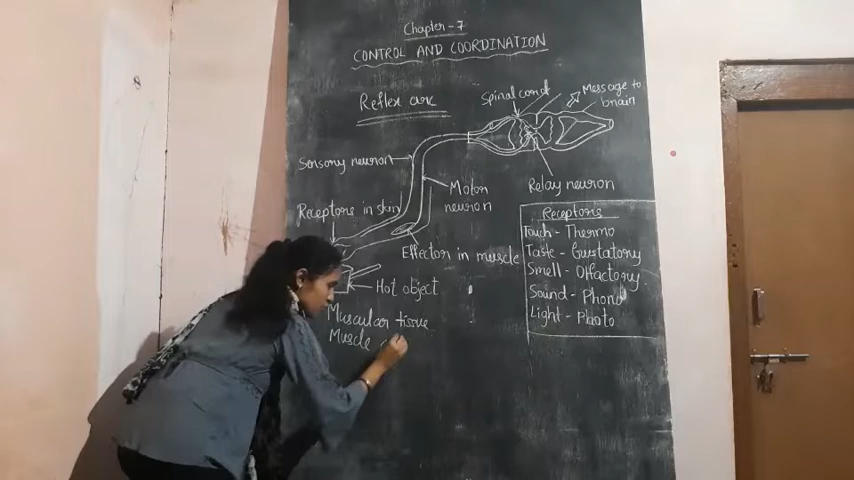 Chapter - 7
CONTROL AND COORDINATION
Reflex arc
Spinal cord
Message to
brain
Sensory neuron
Motor
neuron
Relay neuron
Receptors in skin
Effector in muscle
Hot object
Receptors
Touch - Thermo
Taste - Gustatory
Smell - Olfactory
Sound - Phono
Light - Photo
Muscular tissue
Muscle